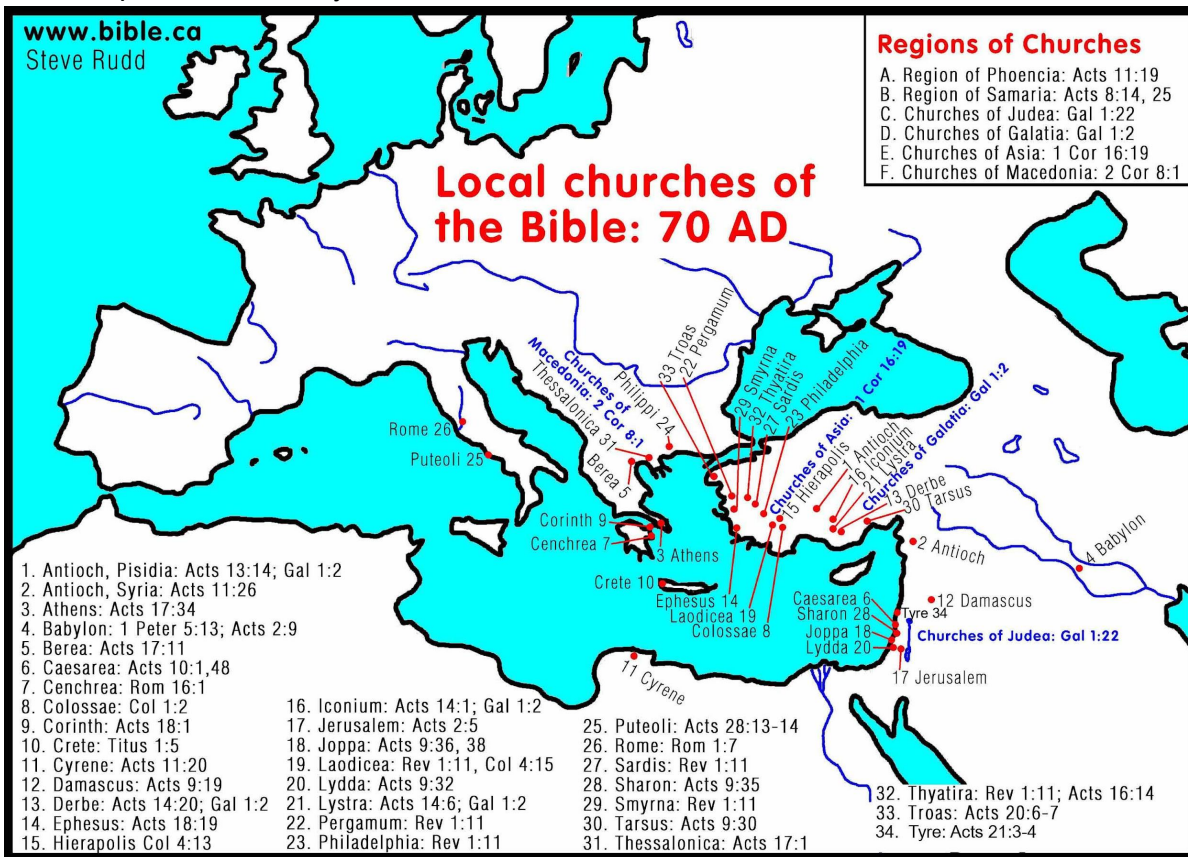 www.bible.ca
Steve Rudd
Regions of Churches
A. Region of Phoencia: Acts 11:19
B. Region of Samaria: Acts 8:14, 25
C. Churches of Judea: Gal 1:22
D. Churches of Galatia: Gal 1:2
E. Churches of Asia: 1 Cor 16:19
F. Churches of Macedonia: 2 Cor 8:1
Local churches of
the Bible: 70 AD
33 Troas
22 Pergamum
29 Smyrna
32 Thyatira
27 Sardis
23 Philadelphia
Churches of
Macedonia: 2 Cor 8:1
Thessalonica 31
Philippi 24
Berea 5
Rome 26
Puteoli 25
Churches of Asia: 1 Cor 16:19
15 Hierapolis
1 Antioch
16 Iconium
21 Lystra
Churches of Galatia: Gal 1:2
13 Derbe
30 Tarsus
Corinth 9
Cenchrea 7
3 Athens
Crete 10
2 Antioch
4 Babylon
Ephesus 14
Laodicea 19
Colossae 8
Caesarea 6
Sharon 28
Joppa 18
Lydda 20
12 Damascus
Tyre 34
Churches of Judea: Gal 1:22
17 Jerusalem
11 Cyrene
1. Antioch, Pisidia: Acts 13:14; Gal 1:2
2. Antioch, Syria: Acts 11:26
3. Athens: Acts 17:34
4. Babylon: 1 Peter 5:13; Acts 2:9
5. Berea: Acts 17:11
6. Caesarea: Acts 10:1,48
7. Cenchrea: Rom 16:1
8. Colossae: Col 1:2
9. Corinth: Acts 18:1
10. Crete: Titus 1:5
11. Cyrene: Acts 11:20
12. Damascus: Acts 9:19
13. Derbe: Acts 14:20; Gal 1:2
14. Ephesus: Acts 18:19
15. Hierapolis Col 4:13
16. Iconium: Acts 14:1; Gal 1:2
17. Jerusalem: Acts 2:5
18. Joppa: Acts 9:36, 38
19. Laodicea: Rev 1:11, Col 4:15
20. Lydda: Acts 9:32
21. Lystra: Acts 14:6; Gal 1:2
22. Pergamum: Rev 1:11
23. Philadelphia: Rev 1:11
25. Puteoli: Acts 28:13-14
26. Rome: Rom 1:7
27. Sardis: Rev 1:11
28. Sharon: Acts 9:35
29. Smyrna: Rev 1:11
30. Tarsus: Acts 9:30
31. Thessalonica: Acts 17:1
32. Thyatira: Rev 1:11; Acts 16:14
33. Troas: Acts 20:6-7
34. Tyre: Acts 21:3-4